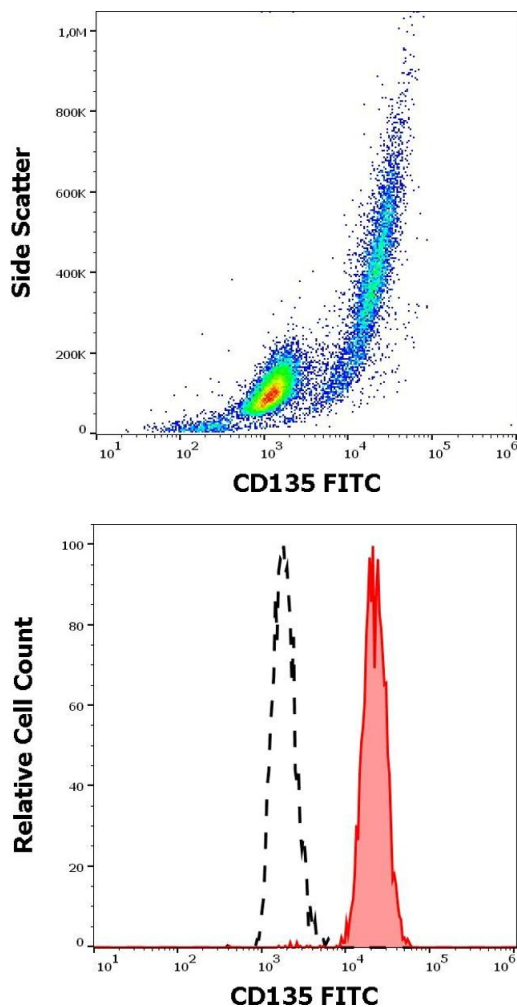 1,0M
800K
600K
400K
200K
0
Side Scatter
10¹ 10² 10³ 10⁴ 10⁵ 10⁶
CD135 FITC
100
80
60
40
20
0
Relative Cell Count
10¹ 10² 10³ 10⁴ 10⁵ 10⁶
CD135 FITC